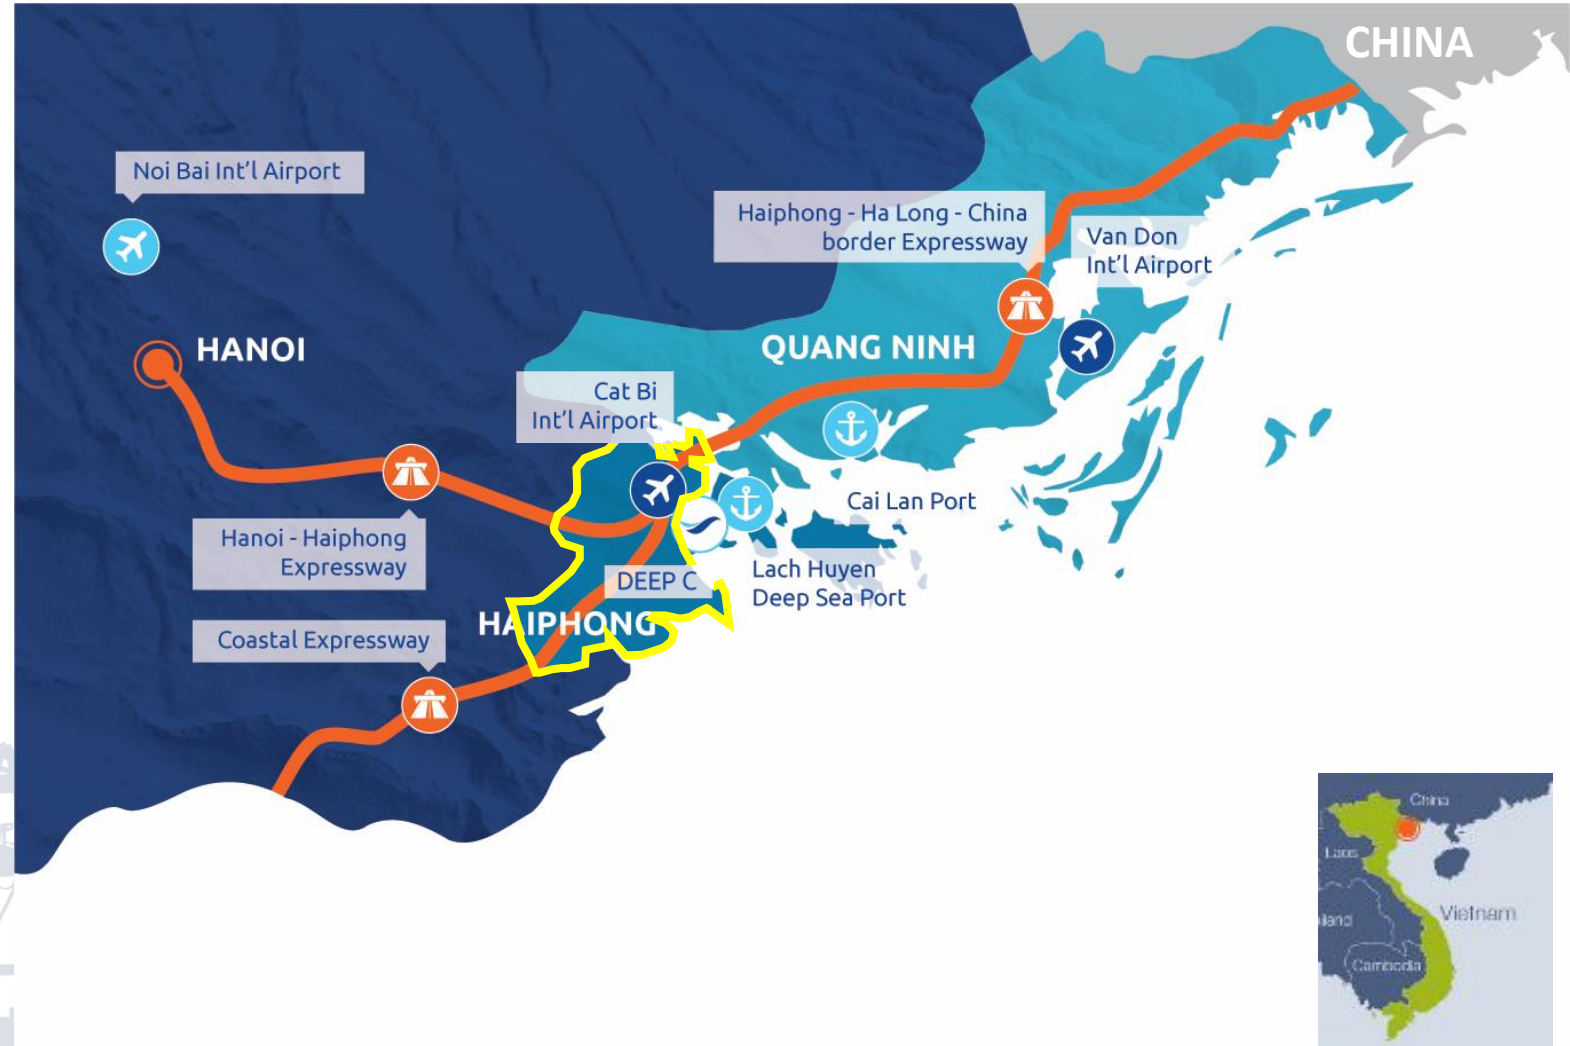 CHINA
Noi Bai Int'l Airport
Haiphong - Ha Long - China
border Expressway
Van Don
Int'l Airport
HANOI
QUANG NINH
Cat Bi
Int'l Airport
Cai Lan Port
Hanoi - Haiphong
Expressway
DEEP C
Lach Huyen
Deep Sea Port
HAIPHONG
Coastal Expressway
China
Laos
Vietnam
iland
Cambodia